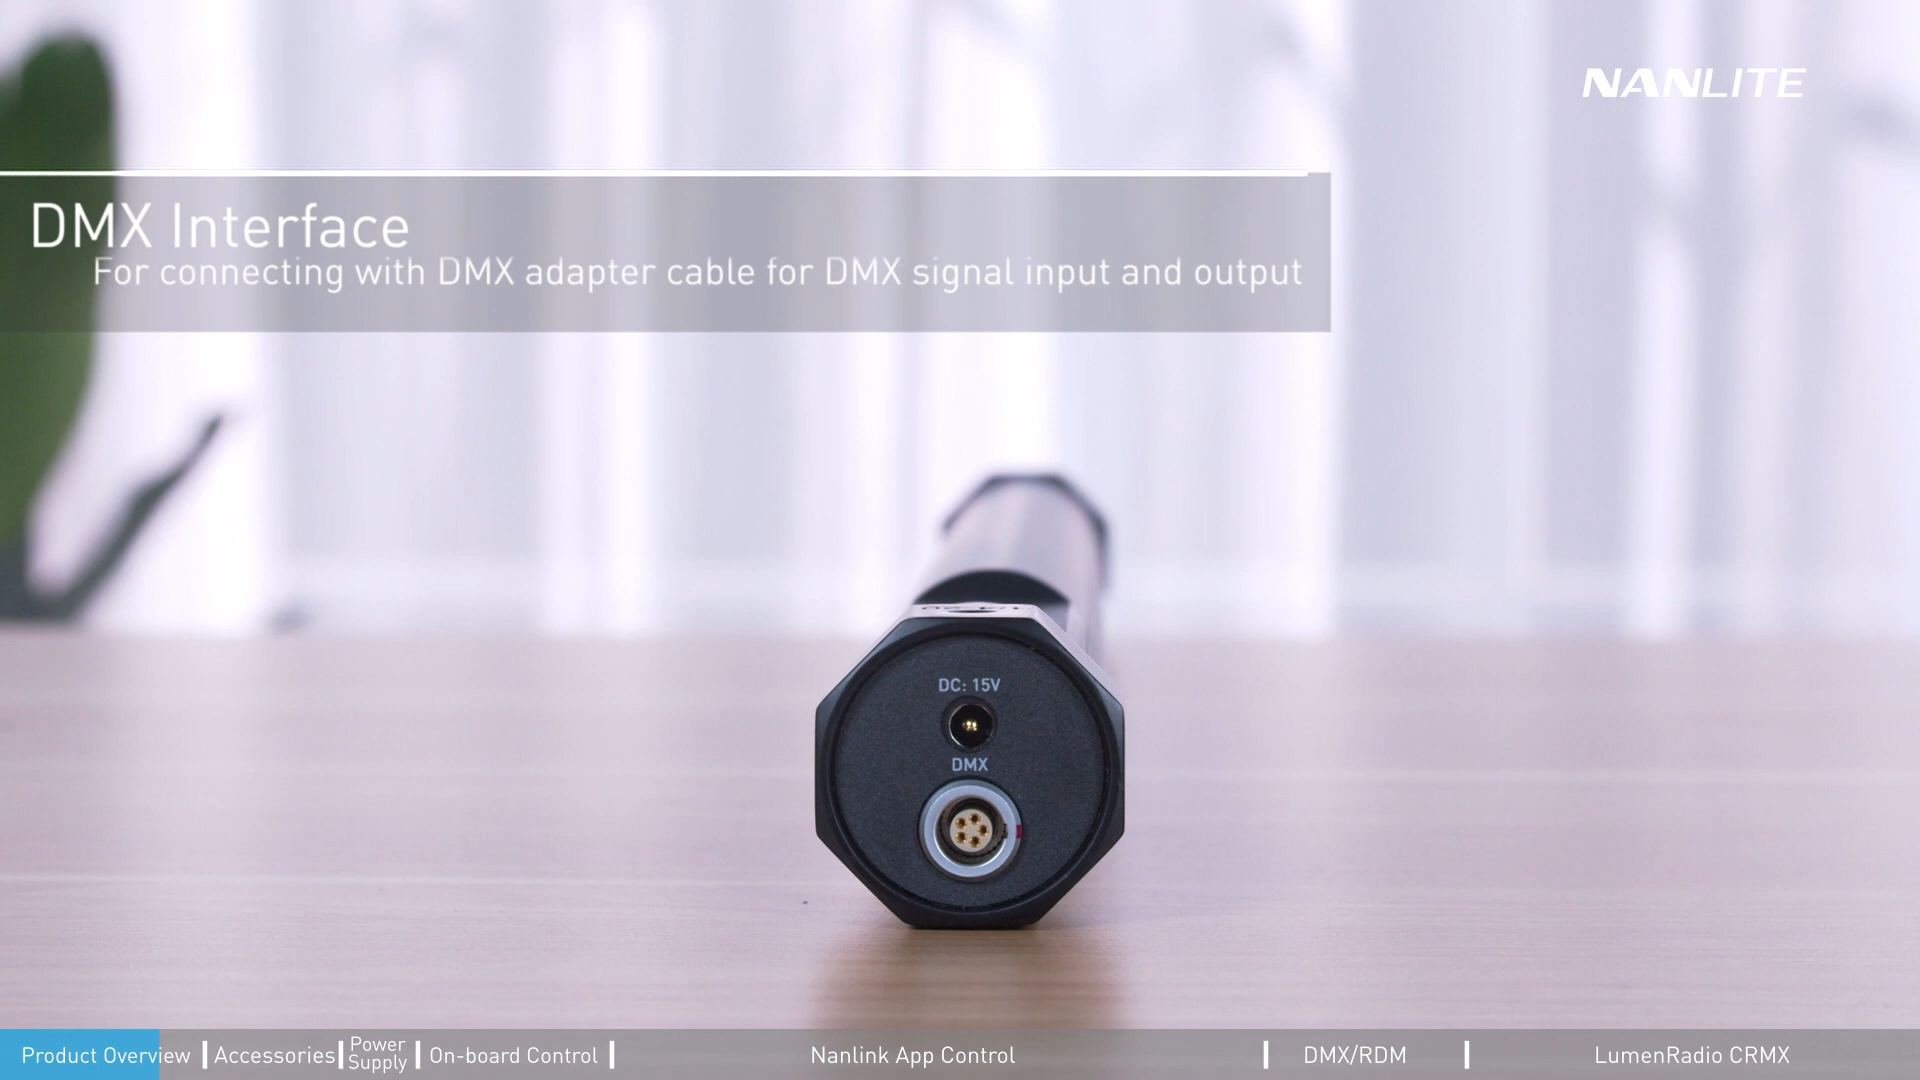 NANLITE
DMX Interface
For connecting with DMX adapter cable for DMX signal input and output
DC: 15V
DMX
Product Overview
Accessories
Power
Supply
On-board Control
Nanlink App Control
DMX/RDM
LumenRadio CRMX